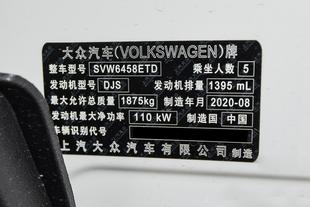 大众汽车(VOLKSWAGEN)牌
整车型号 SVW6458ETD 乘坐人数 5
发动机型号 DJS 发动机排量 1395 mL
最大允许总质量 1875kg 制造年月 2020-08
发动机最大净功率 110 kW 制造国 中国
车辆识别代号
上汽大众汽车有限公司 制造